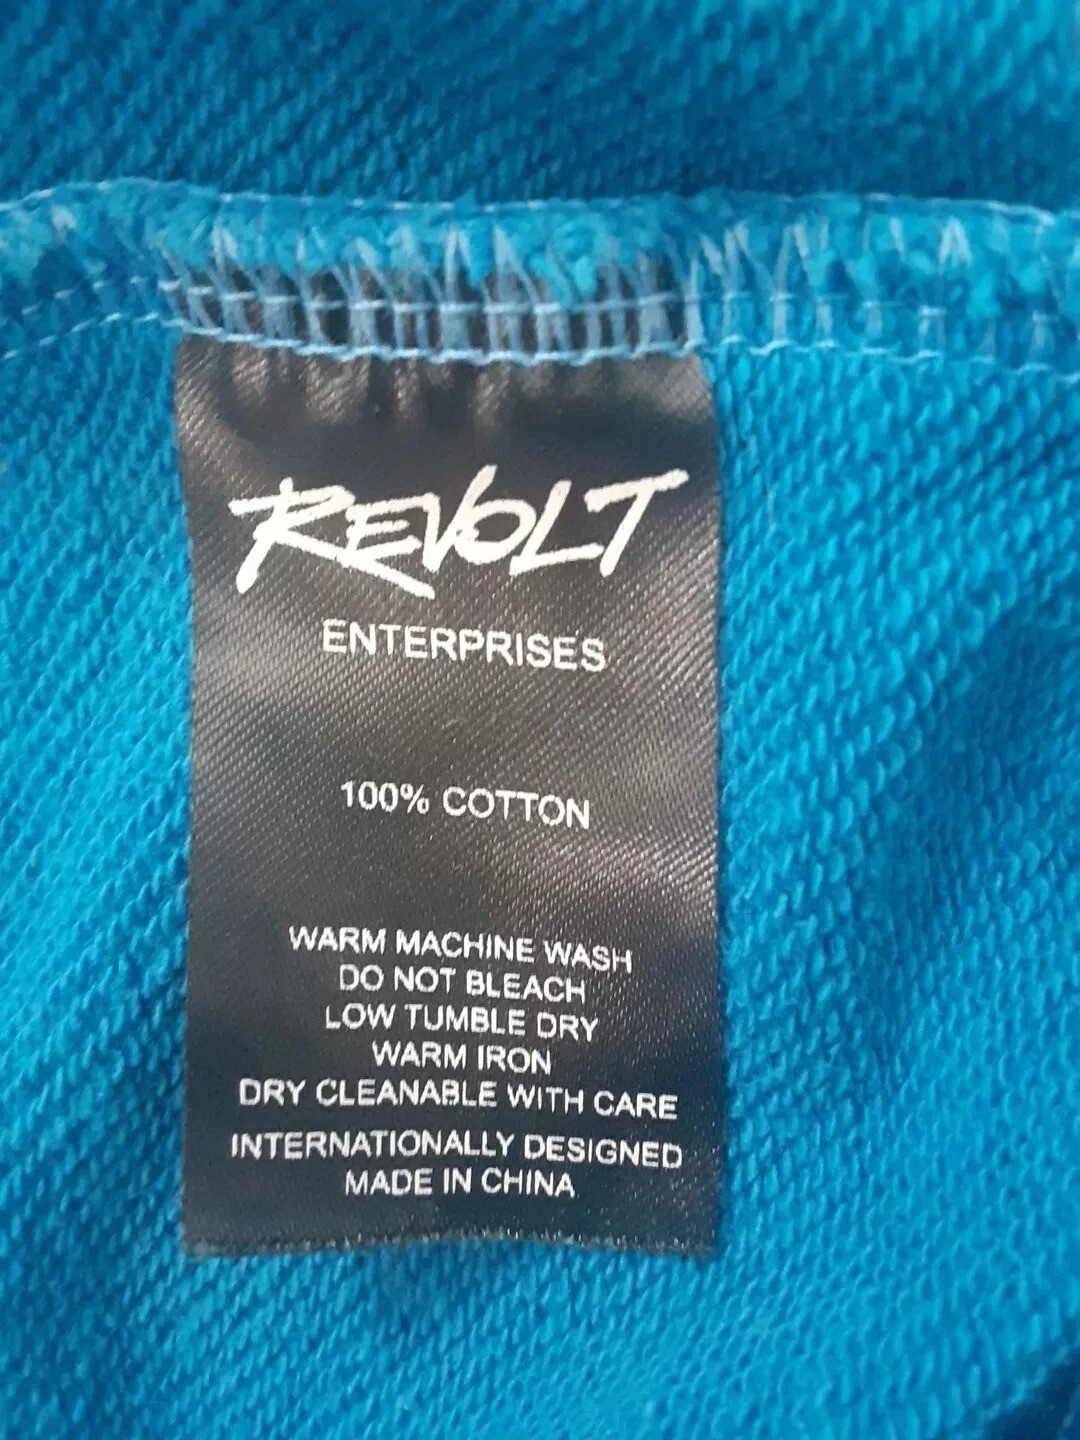 REVOLT
ENTERPRISES
100% COTTON
WARM MACHINE WASH
DO NOT BLEACH
LOW TUMBLE DRY
WARM IRON
DRY CLEANABLE WITH CARE
INTERNATIONALLY DESIGNED
MADE IN CHINA